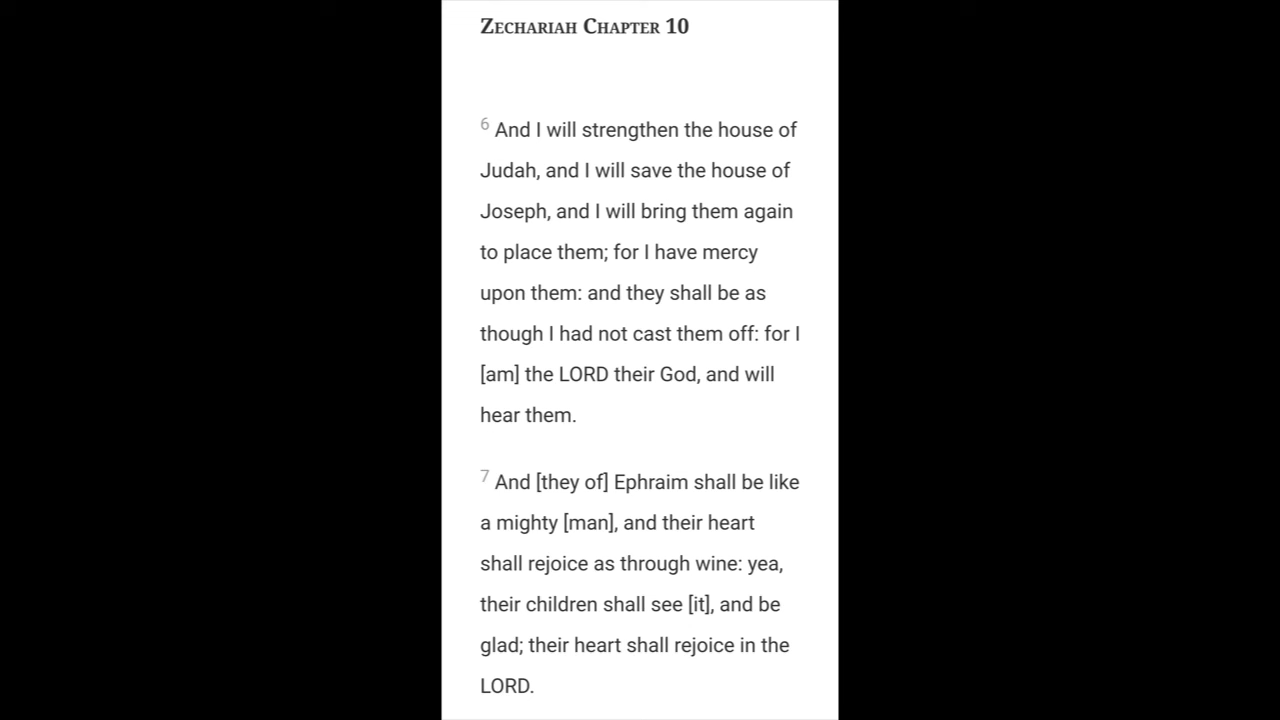 Zechariah Chapter 10
6 And I will strengthen the house of
Judah, and I will save the house of
Joseph, and I will bring them again
to place them; for I have mercy
upon them: and they shall be as
though I had not cast them off: for I
[am] the LORD their God, and will
hear them.
7 And [they of] Ephraim shall be like
a mighty [man], and their heart
shall rejoice as through wine: yea,
their children shall see [it], and be
glad; their heart shall rejoice in the
LORD.